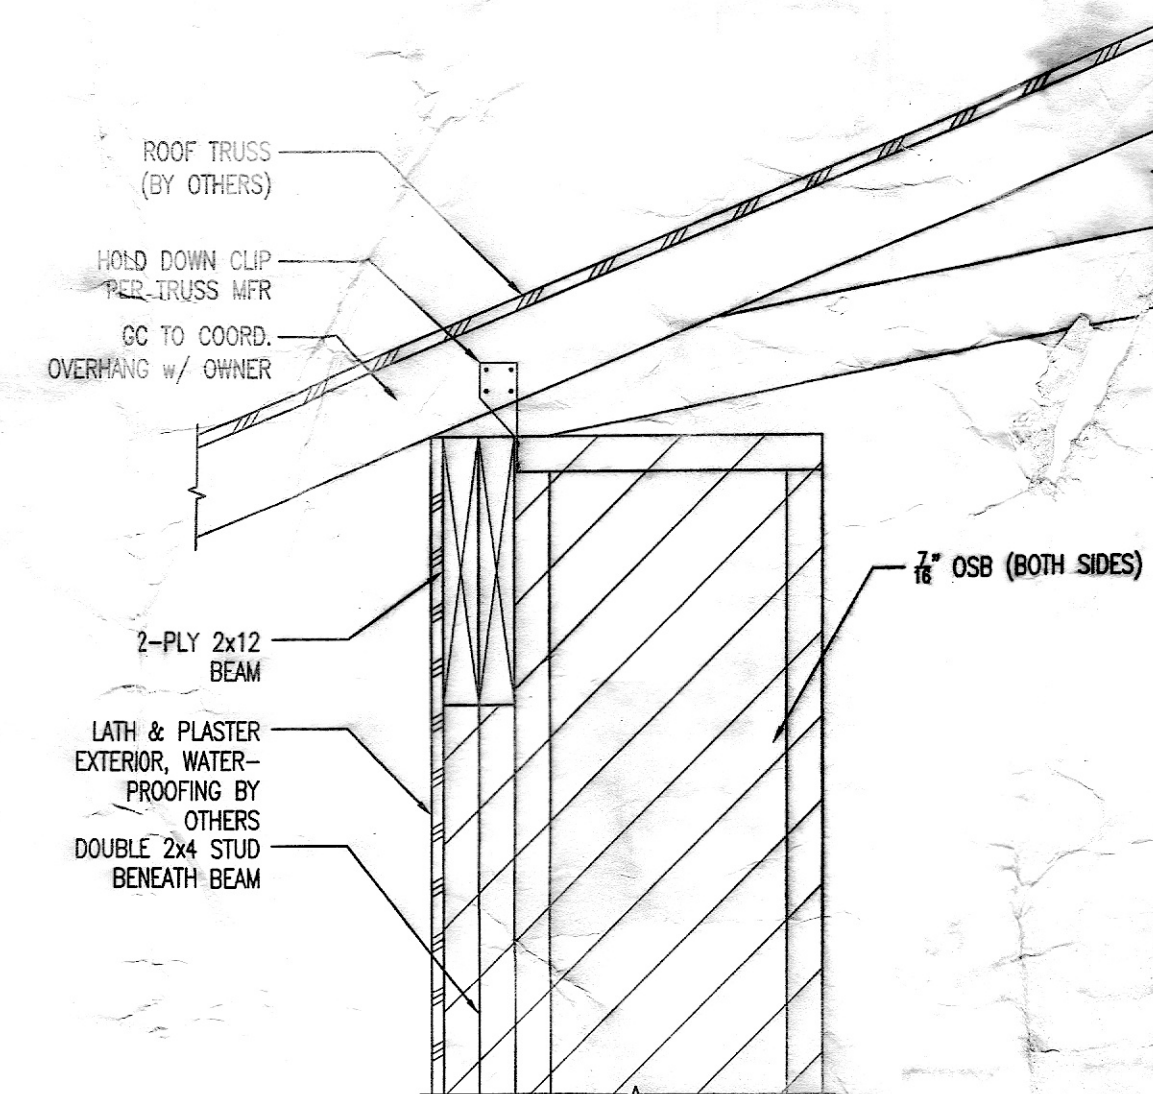 ROOF TRUSS
(BY OTHERS)
HOLD DOWN CLIP
PER TRUSS MFR
GC TO COORD.
OVERHANG w/ OWNER
2-PLY 2x12
BEAM
LATH & PLASTER
EXTERIOR, WATER-
PROOFING BY
OTHERS
DOUBLE 2x4 STUD
BENEATH BEAM
7/16" OSB (BOTH SIDES)